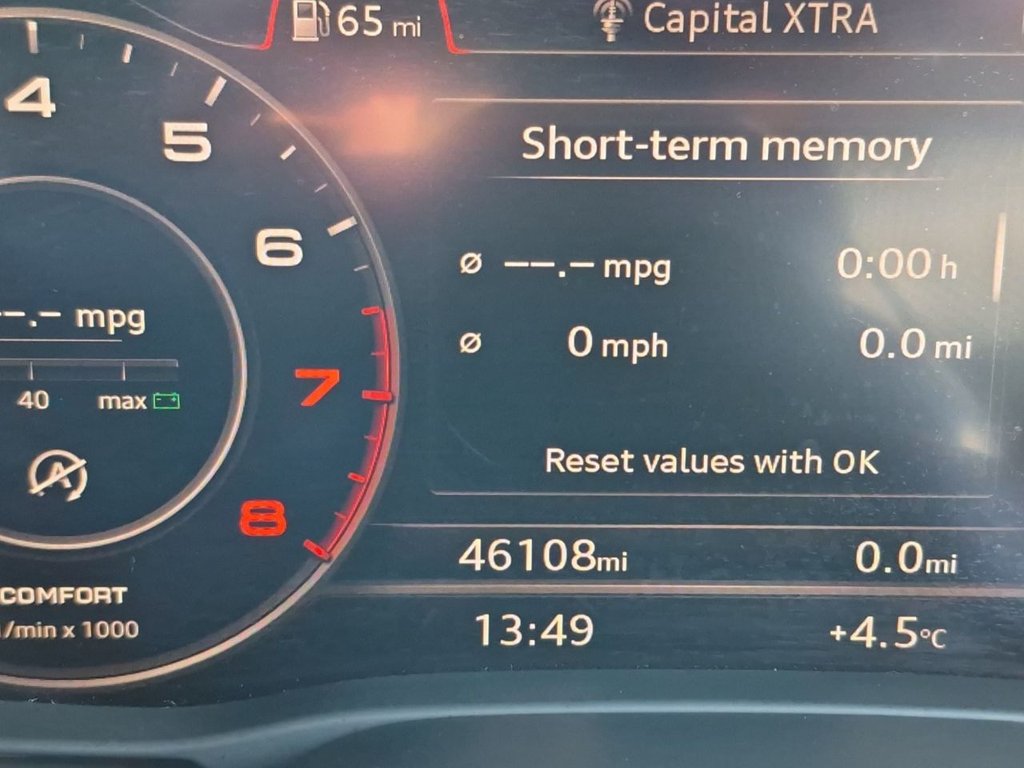 65 mi
Capital XTRA
4
5
6
7
8
Short-term memory
Ø --.- mpg 0:00 h
Ø 0 mph 0.0 mi
Reset values with OK
-.- mpg
40 max
A
COMFORT
/min x 1000
46108mi 0.0mi
13:49 +4.5°C